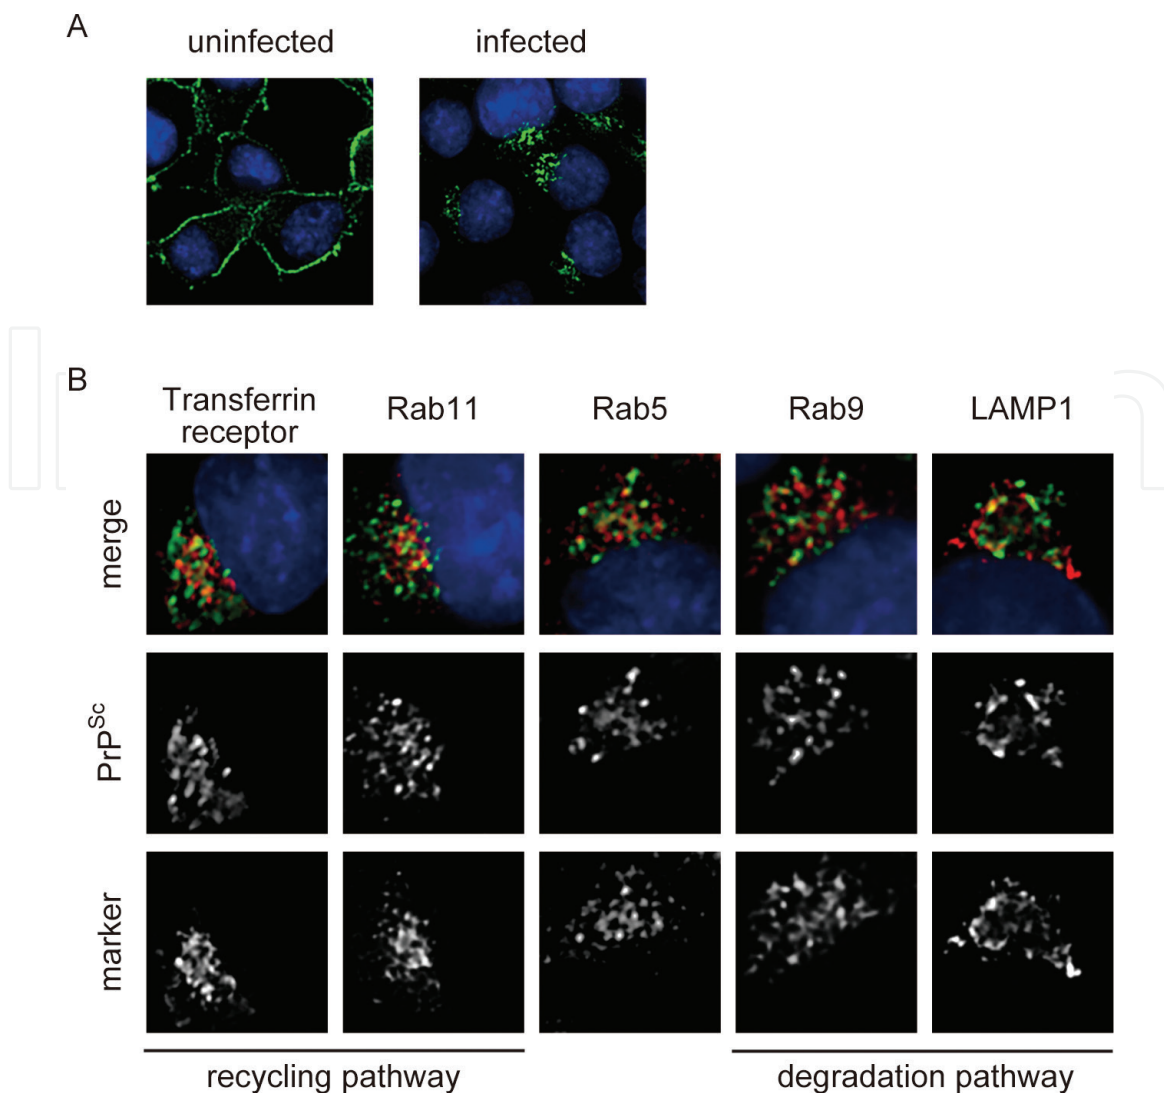 A
uninfected
infected
B
Transferrin
receptor
Rab11
Rab5
Rab9
LAMP1
merge
PrPSc
marker
recycling pathway
degradation pathway